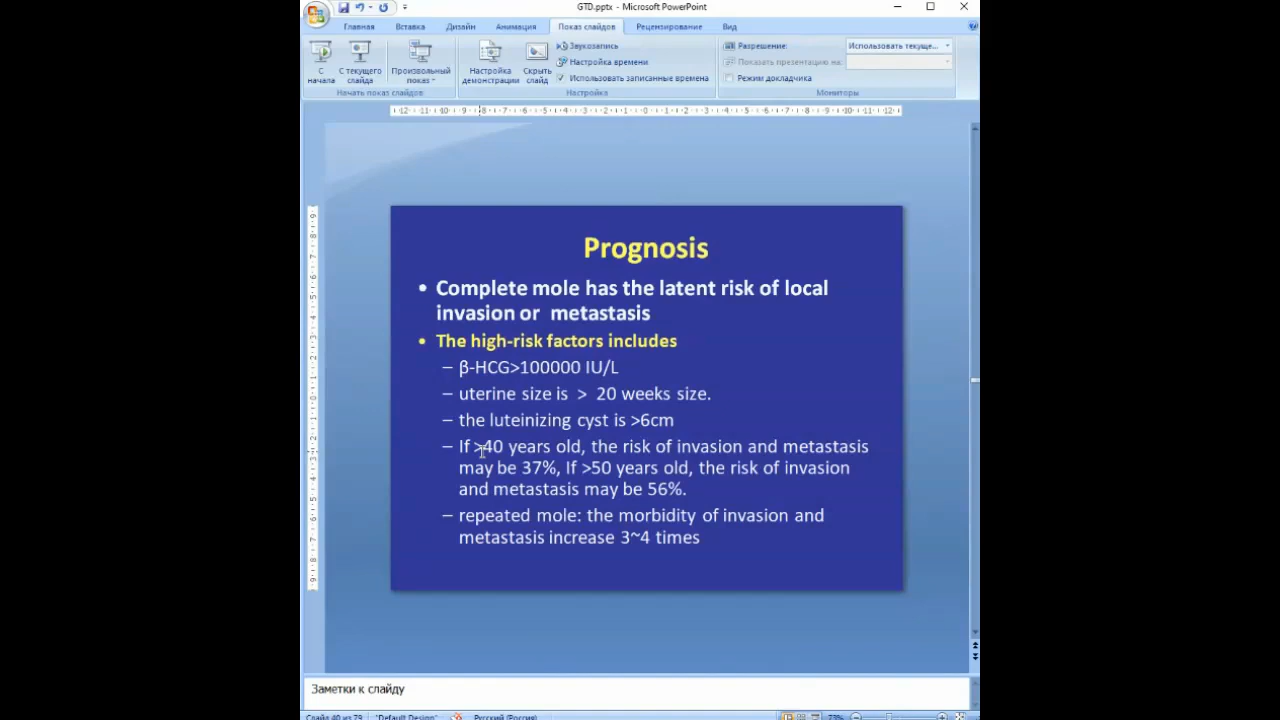 GTD.pptx - Microsoft PowerPoint
Главная Вставка Дизайн Анимация Показ слайдов Рецензирование Вид
С начала
С текущего слайда
Произвольный показ
Начать показ слайдов
Настройка демонстрации
Скрыть слайд
Звукозапись
Настройка времени
Использовать записанные времена
Настройка
Разрешение: Использовать текуще...
Показать презентацию на:
Режим докладчика
Мониторы
Prognosis
• Complete mole has the latent risk of local
invasion or metastasis
• The high-risk factors includes
– β-HCG>100000 IU/L
– uterine size is > 20 weeks size.
– the luteinizing cyst is >6cm
– If >40 years old, the risk of invasion and metastasis
may be 37%, If >50 years old, the risk of invasion
and metastasis may be 56%.
– repeated mole: the morbidity of invasion and
metastasis increase 3~4 times
Заметки к слайду
Слайд 40 из 79 "Default Design" Русский (Россия) 73%